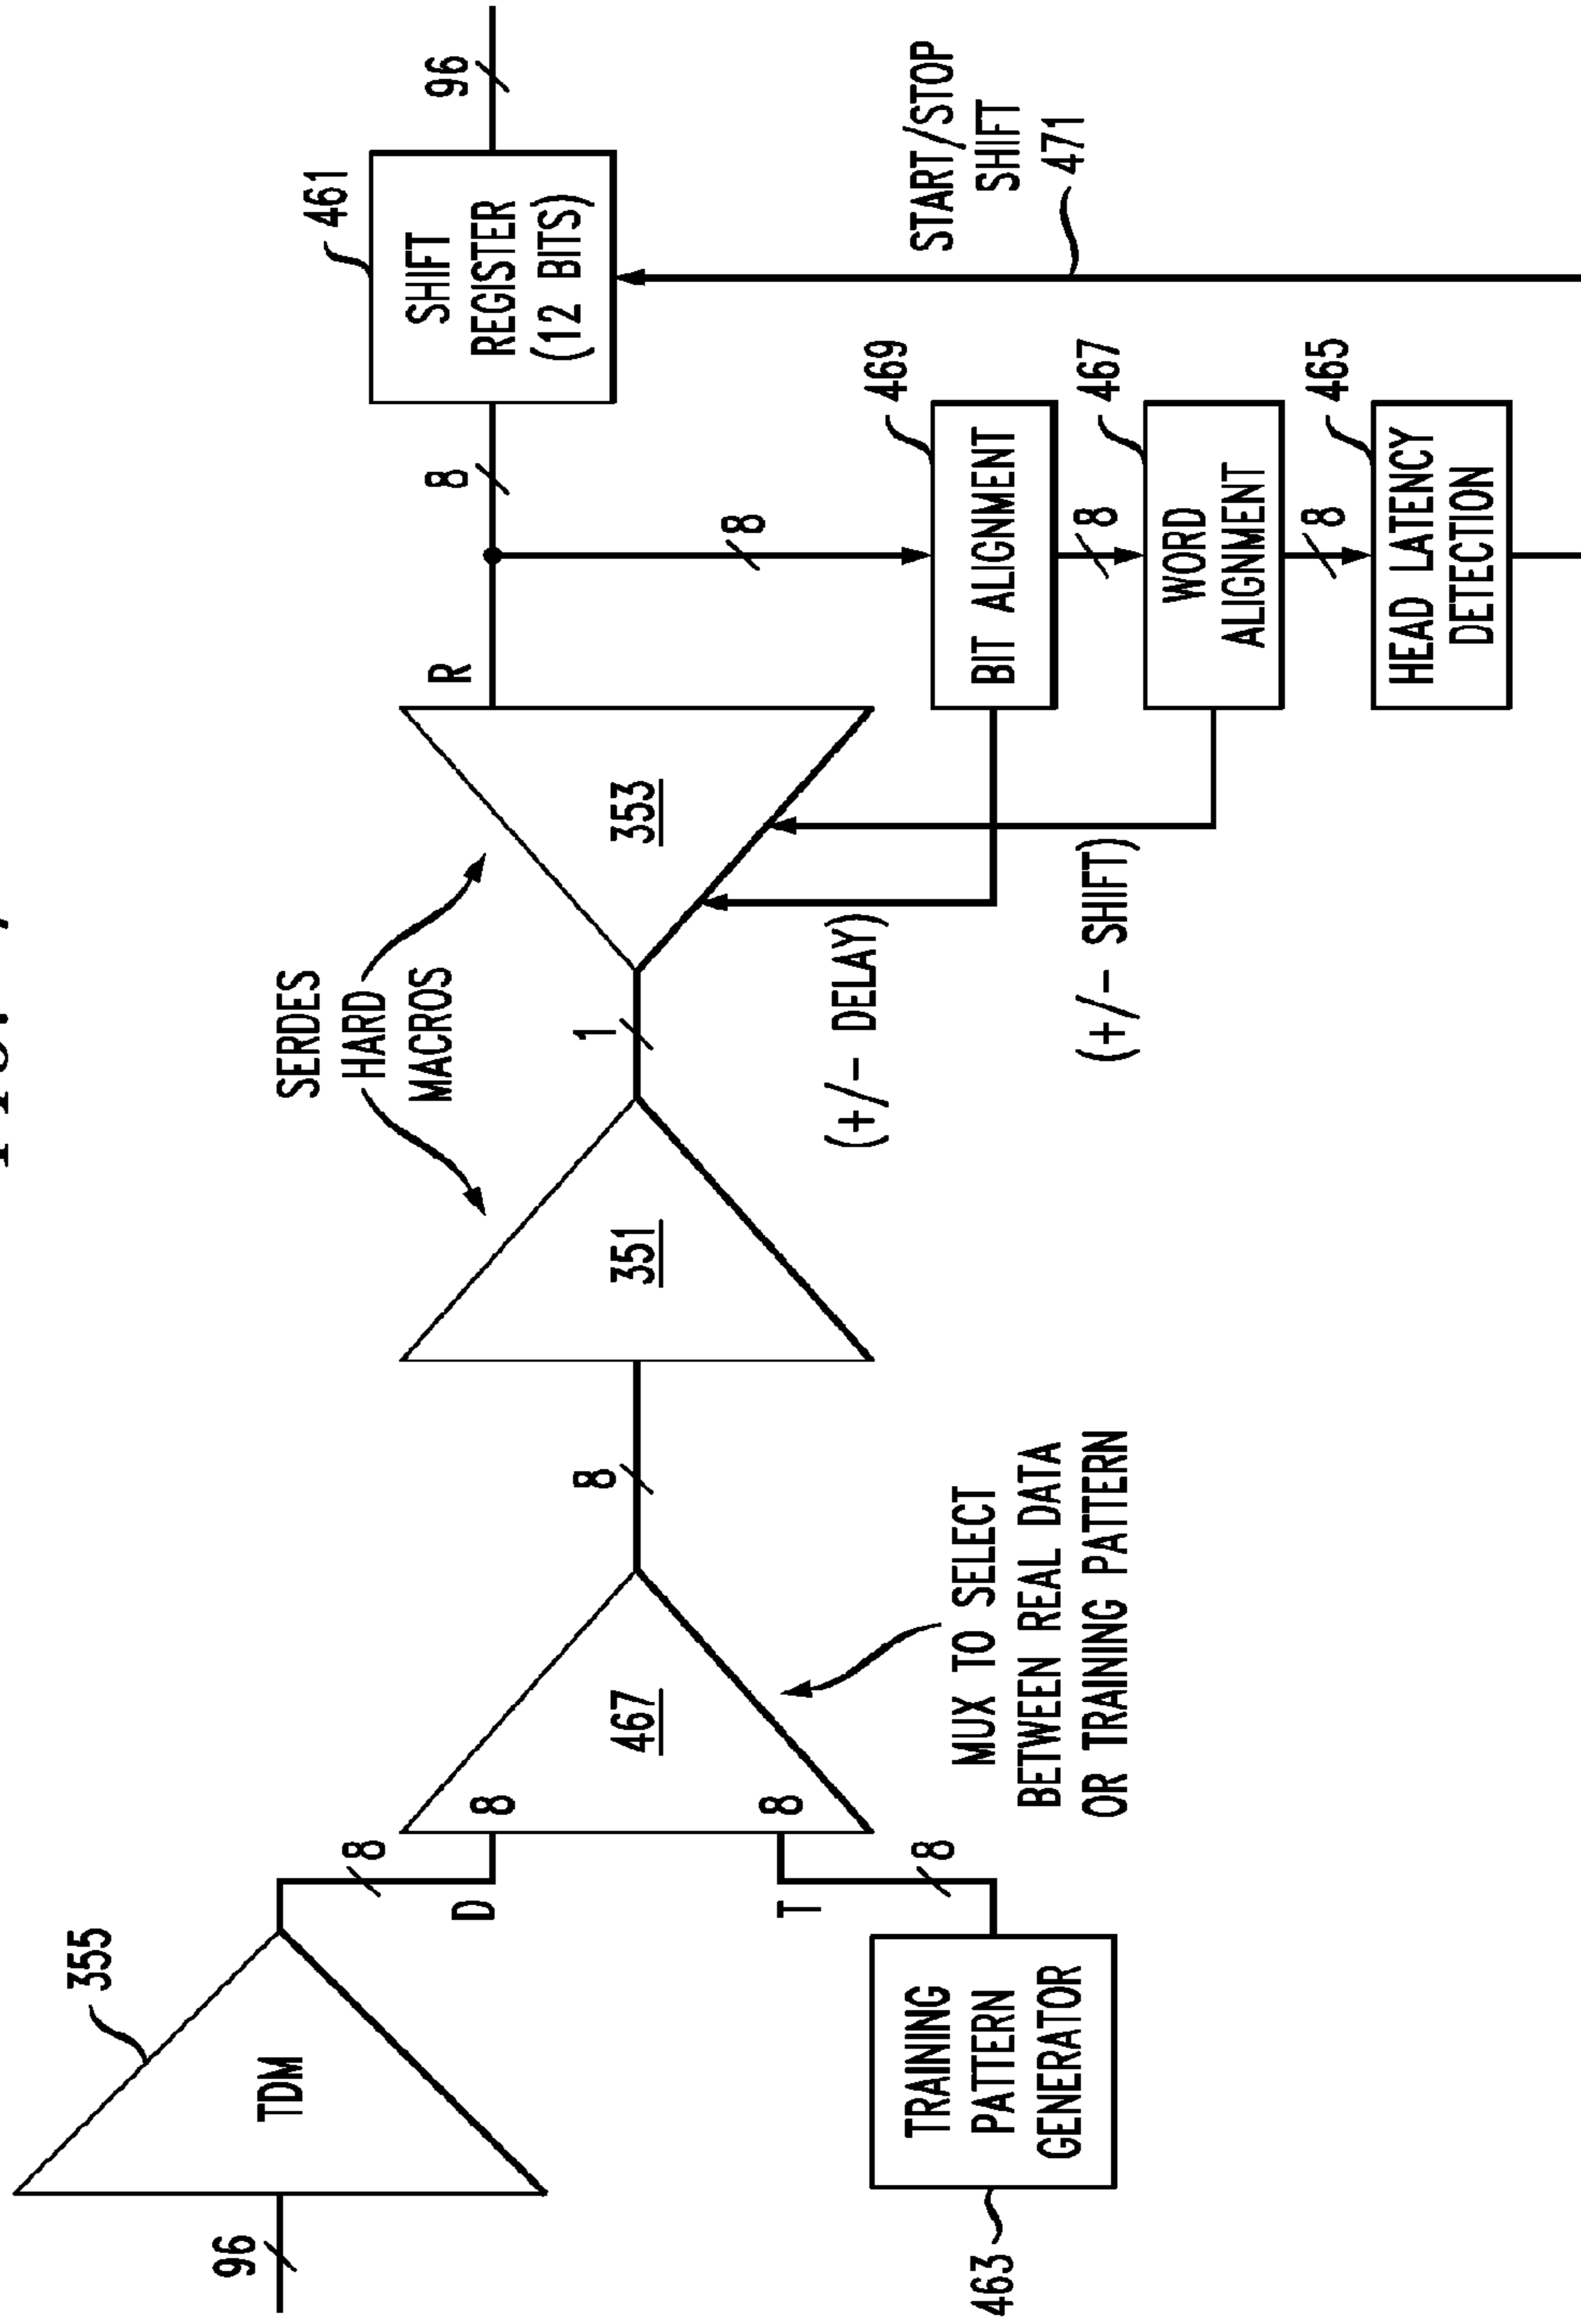 96
355
TDM
8
D
8
T
8
8
TRAINING
PATTERN
GENERATOR
463
467
MUX TO SELECT
BETWEEN REAL DATA
OR TRAINING PATTERN
8
351
SERDES
HARD
MACROS
1
353
(+/- DELAY)
(+/- SHIFT)
R
8
8
461
SHIFT
REGISTER
(12 BITS)
96
469
BIT ALIGNMENT
8
467
WORD
ALIGNMENT
8
465
HEAD LATENCY
DETECTION
START/STOP
SHIFT
471